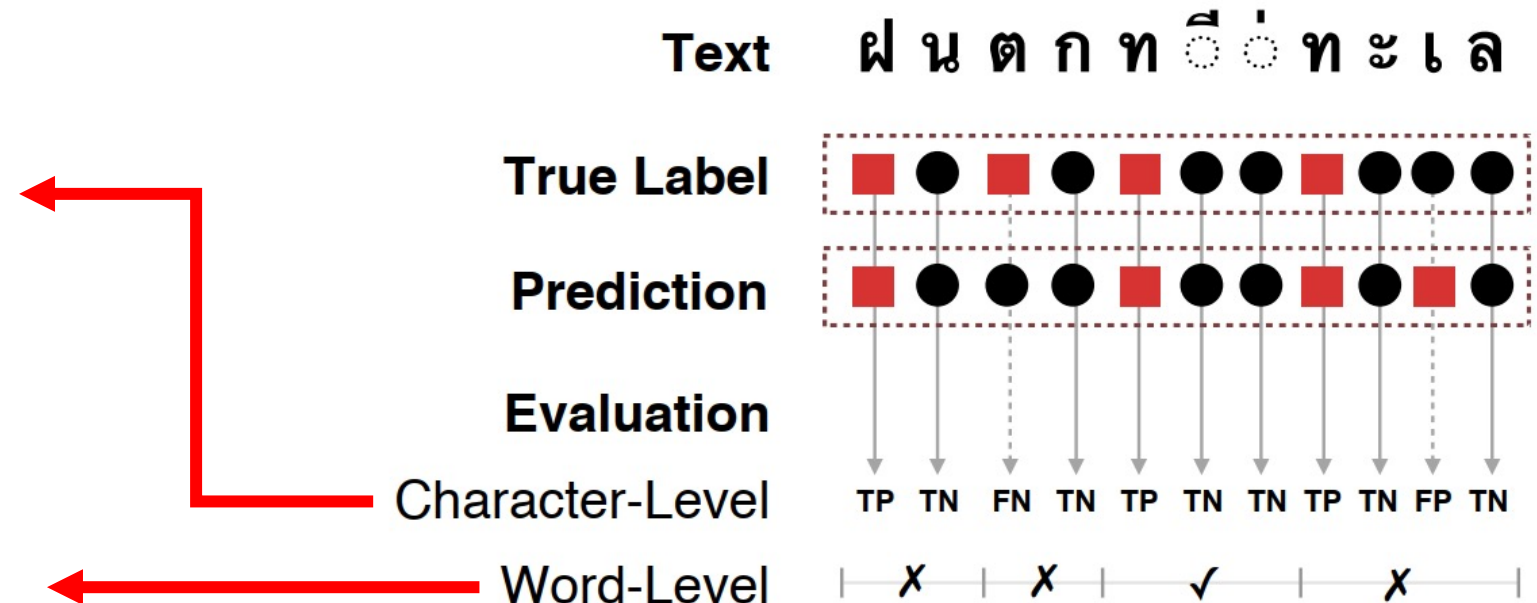 Text ฝ น ต ก ท ี ่ ท ะ เ ล
True Label
Prediction
Evaluation
Character-Level TP TN FN TN TP TN TN TP TN FP TN
Word-Level ✗ ✗ ✓ ✗